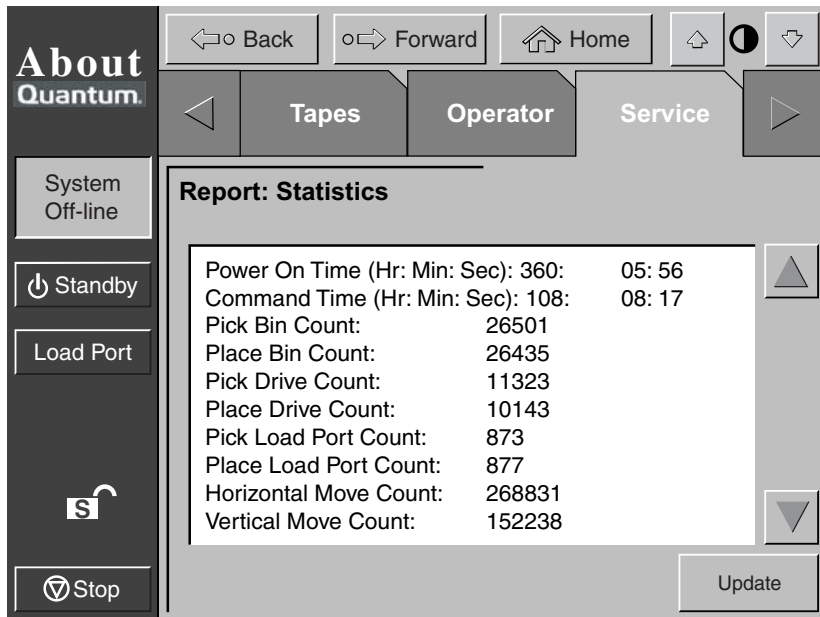 About
Quantum.
Back
Forward
Home
Tapes
Operator
Service
System
Off-line
Standby
Load Port
S
Stop
Report: Statistics
Power On Time (Hr: Min: Sec): 360: 05: 56
Command Time (Hr: Min: Sec): 108: 08: 17
Pick Bin Count: 26501
Place Bin Count: 26435
Pick Drive Count: 11323
Place Drive Count: 10143
Pick Load Port Count: 873
Place Load Port Count: 877
Horizontal Move Count: 268831
Vertical Move Count: 152238
Update